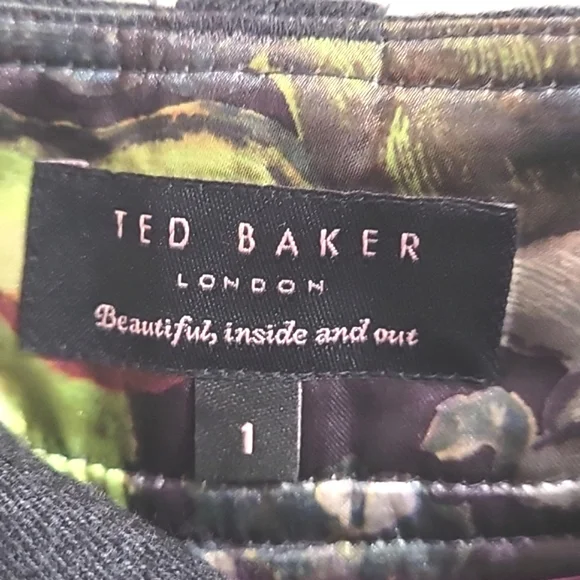 TED BAKER
LONDON
Beautiful, inside and out
1